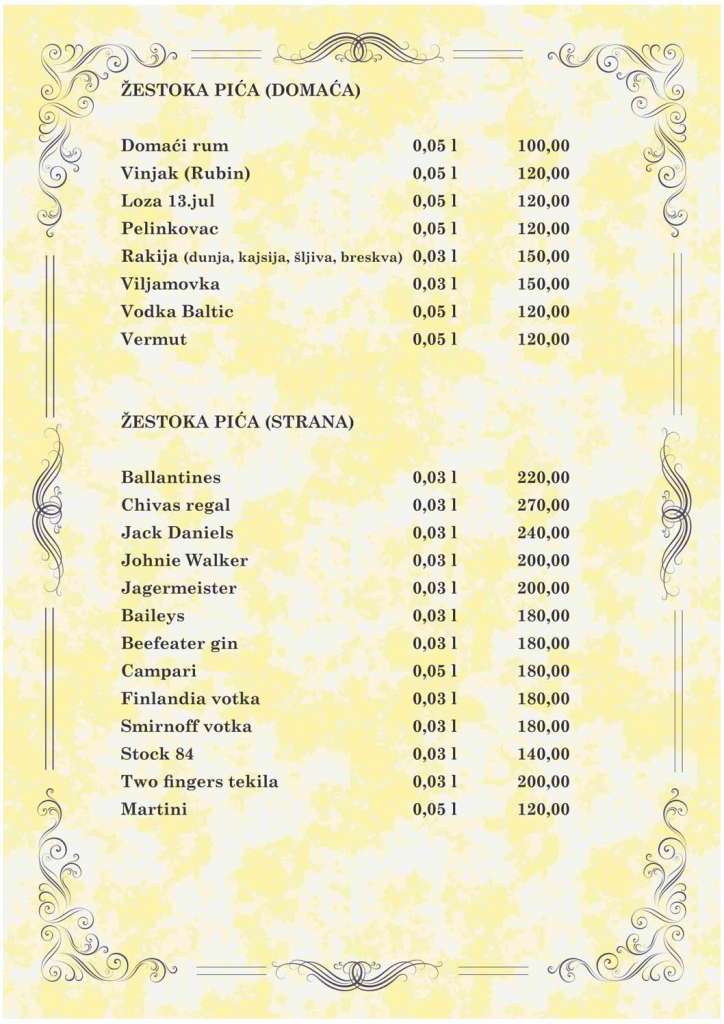 ŽESTOKA PIĆA (DOMAĆA)
Domaći rum 0,05 l 100,00
Vinjak (Rubin) 0,05 l 120,00
Loza 13.jul 0,05 l 120,00
Pelinkovac 0,05 l 120,00
Rakija (dunja, kajsija, šljiva, breskva) 0,03 l 150,00
Viljamovka 0,03 l 150,00
Vodka Baltic 0,05 l 120,00
Vermut 0,05 l 120,00
ŽESTOKA PIĆA (STRANA)
Ballantines 0,03 l 220,00
Chivas regal 0,03 l 270,00
Jack Daniels 0,03 l 240,00
Johnie Walker 0,03 l 200,00
Jagermeister 0,03 l 200,00
Baileys 0,03 l 180,00
Beefeater gin 0,03 l 180,00
Campari 0,05 l 180,00
Finlandia votka 0,03 l 180,00
Smirnoff votka 0,03 l 180,00
Stock 84 0,03 l 140,00
Two fingers tekila 0,03 l 200,00
Martini 0,05 l 120,00